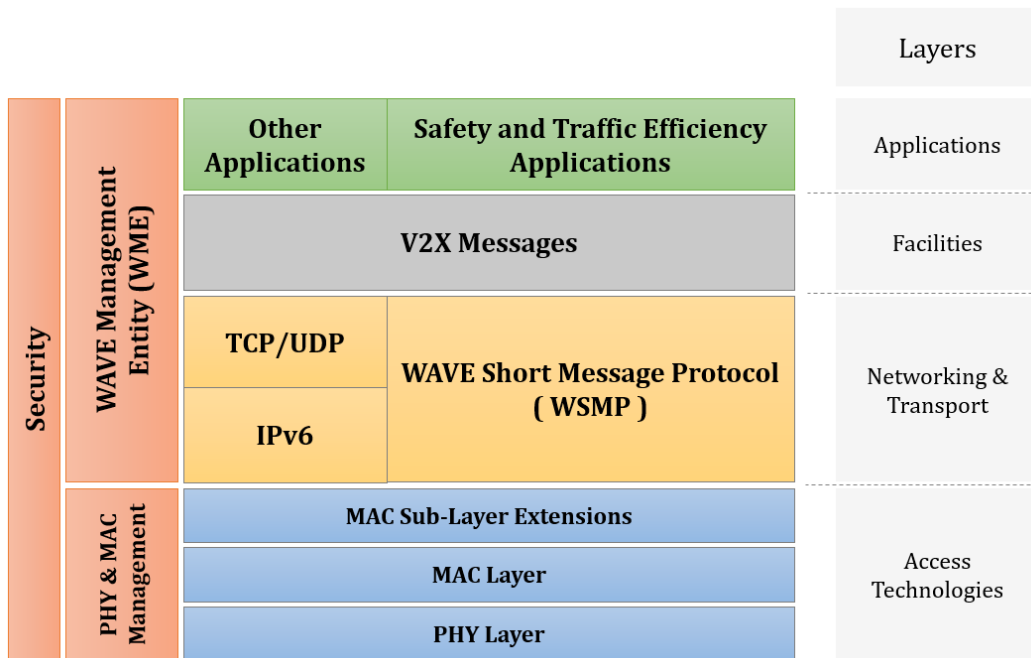 Layers
Security
WAVE Management
Entity (WME)
PHY & MAC
Management
Other
Applications
Safety and Traffic Efficiency
Applications
Applications
V2X Messages
Facilities
TCP/UDP
IPv6
WAVE Short Message Protocol
( WSMP )
Networking &
Transport
MAC Sub-Layer Extensions
MAC Layer
PHY Layer
Access
Technologies